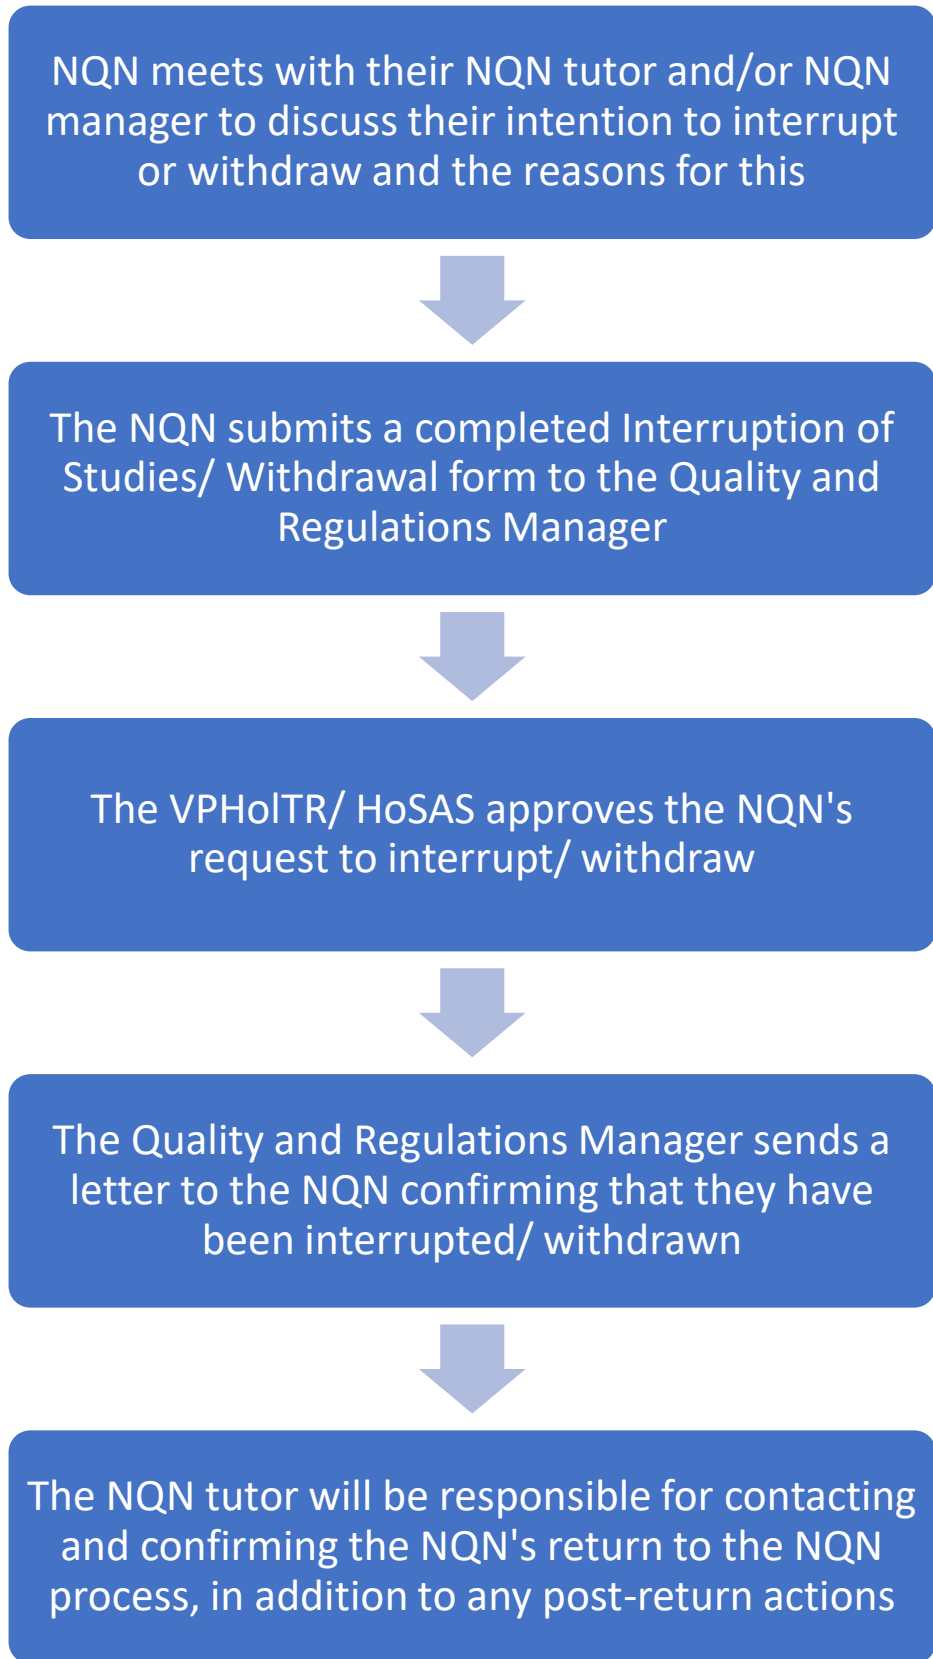 NQN meets with their NQN tutor and/or NQN
manager to discuss their intention to interrupt
or withdraw and the reasons for this
The NQN submits a completed Interruption of
Studies/ Withdrawal form to the Quality and
Regulations Manager
The VPHolTR/ HoSAS approves the NQN's
request to interrupt/ withdraw
The Quality and Regulations Manager sends a
letter to the NQN confirming that they have
been interrupted/ withdrawn
The NQN tutor will be responsible for contacting
and confirming the NQN's return to the NQN
process, in addition to any post-return actions